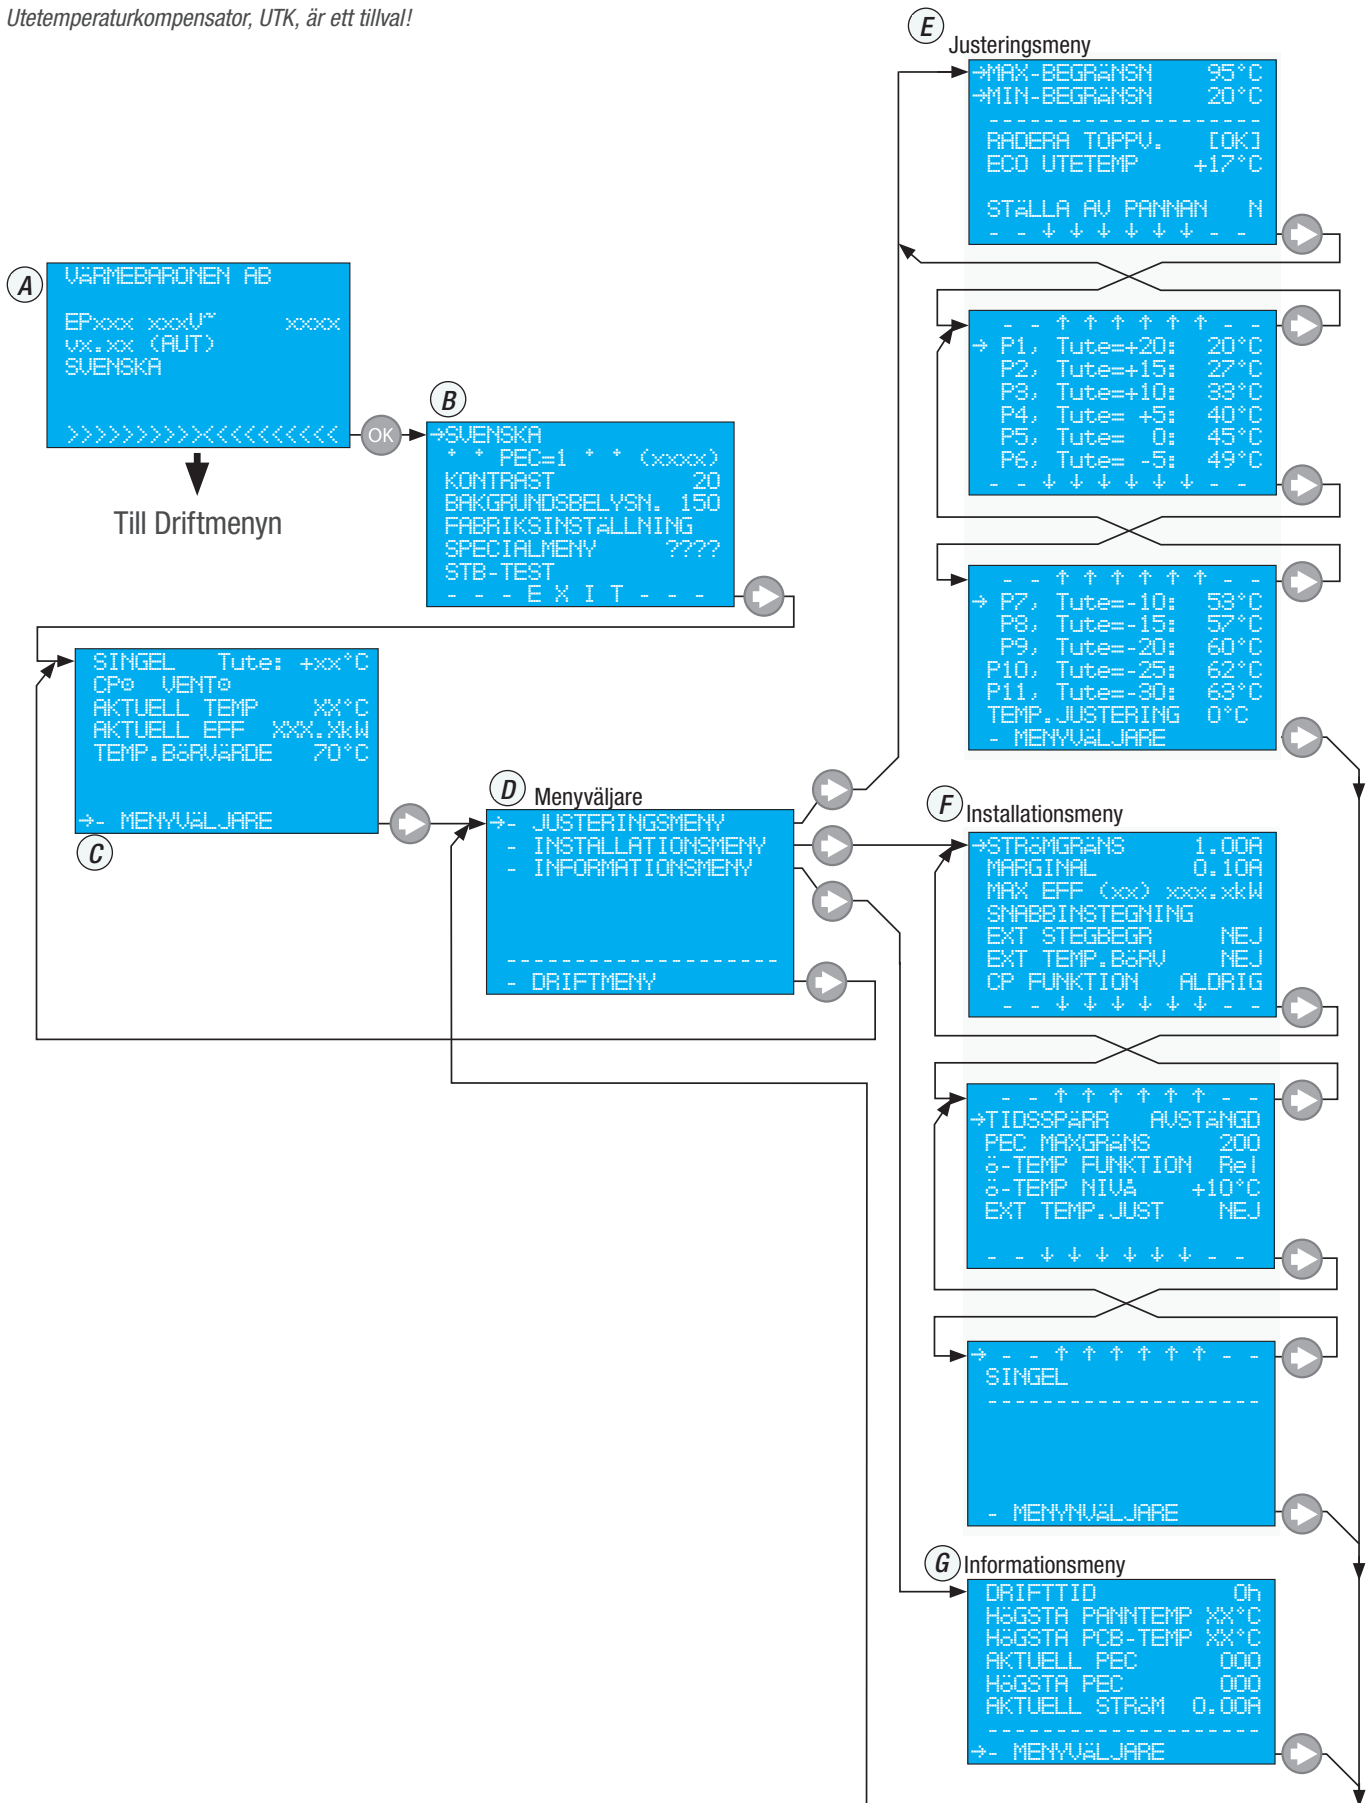 Utetemperaturkompensator, UTK, är ett tillval!
A
VÄRMEBARONEN AB
EPxxx xxxV~ xxxx
vx.xx (AUT)
SVENSKA
>>>>>>>>>><<<<<<<<<<
OK
Till Driftmenyn
B
→SVENSKA
* * PEC=1 * * (xxxx)
KONTRAST 20
BAKGRUNDSBELYSN. 150
FABRIKSINSTÄLLNING
SPECIALMENY ????
STB-TEST
- - - E X I T - - -
SINGEL Tute: +xx°C
CP⊙ VENT⊙
AKTUELL TEMP XX°C
AKTUELL EFF XXX.XkW
TEMP.BÖRVÄRDE 70°C
→- MENYVÄLJARE
C
D
Menyväljare
→- JUSTERINGSMENY
- INSTALLATIONSMENY
- INFORMATIONSMENY
--------------------
- DRIFTMENY
E
Justeringsmeny
→MAX-BEGRÄNSN 95°C
→MIN-BEGRÄNSN 20°C
--------------------
RADERA TOPPV. [OK]
ECO UTETEMP +17°C
STÄLLA AV PANNAN N
- - ↓ ↓ ↓ ↓ ↓ ↓ - -
- - ↑ ↑ ↑ ↑ ↑ ↑ - -
→ P1, Tute=+20: 20°C
P2, Tute=+15: 27°C
P3, Tute=+10: 33°C
P4, Tute= +5: 40°C
P5, Tute= 0: 45°C
P6, Tute= -5: 49°C
- - ↓ ↓ ↓ ↓ ↓ ↓ - -
- - ↑ ↑ ↑ ↑ ↑ ↑ - -
→ P7, Tute=-10: 53°C
P8, Tute=-15: 57°C
P9, Tute=-20: 60°C
P10, Tute=-25: 62°C
P11, Tute=-30: 63°C
TEMP.JUSTERING 0°C
- MENYVÄLJARE
F
Installationsmeny
→STRÖMGRÄNS 1.00A
MARGINAL 0.10A
MAX EFF (xx) xxx.xkW
SNABBINSTEGNING
EXT STEGBEGR NEJ
EXT TEMP.BÖRV NEJ
CP FUNKTION ALDRIG
- - ↓ ↓ ↓ ↓ ↓ ↓ - -
- - ↑ ↑ ↑ ↑ ↑ ↑ - -
→TIDSSPÄRR AVSTÄNGD
PEC MAXGRÄNS 200
Ö-TEMP FUNKTION Rel
Ö-TEMP NIVÅ +10°C
EXT TEMP.JUST NEJ
- - ↓ ↓ ↓ ↓ ↓ ↓ - -
→ - - ↑ ↑ ↑ ↑ ↑ ↑ - -
SINGEL
--------------------
- MENYNVÄLJARE
G
Informationsmeny
DRIFTTID 0h
HÖGSTA PANNTEMP XX°C
HÖGSTA PCB-TEMP XX°C
AKTUELL PEC 000
HÖGSTA PEC 000
AKTUELL STRÖM 0.00A
--------------------
→- MENYVÄLJARE